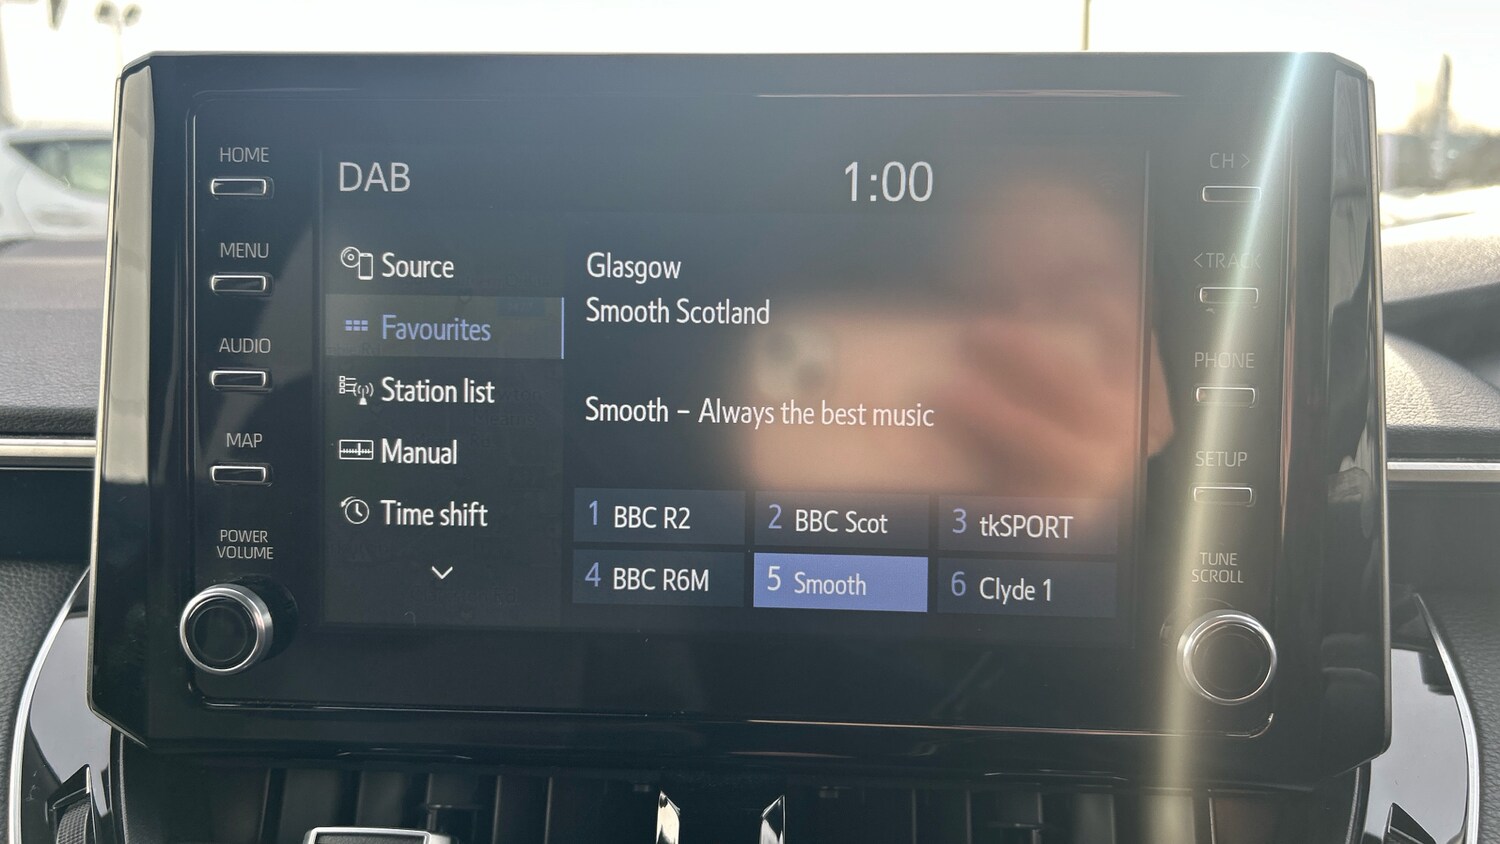 HOME
MENU
AUDIO
MAP
POWER
VOLUME
DAB
1:00
Source
Favourites
Station list
Manual
Time shift
Glasgow
Smooth Scotland
Smooth – Always the best music
1 BBC R2
2 BBC Scot
3 tkSPORT
4 BBC R6M
5 Smooth
6 Clyde 1
CH >
< TRACK
PHONE
SETUP
TUNE
SCROLL